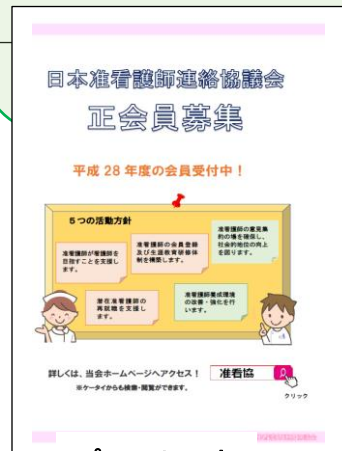 日本准看護師連絡協議会
正会員募集
平成 28 年度の会員受付中！
５つの活動方針
准看護師が看護師を
目指すことを支援し
ます。
准看護師の会員登録
及び生涯教育研修体
制を構築します。
准看護師の意見集
約の場を確保し、
社会的地位の向上
を図ります。
潜在准看護師の
再就職を支援し
ます。
准看護師養成環境
の改善・強化を行
います。
詳しくは、当会ホームページへアクセス！
准看協
※ケータイからも検索・閲覧ができます。
クリック